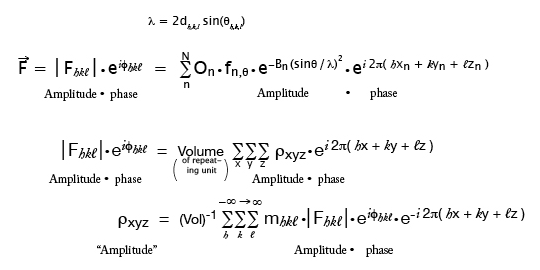 λ = 2d_hkℓ sin(θ_hkℓ)
F⃗ = |F_hkℓ|•e^iϕ_hkℓ = Σ_n^N O_n•f_n,θ•e^-B_n(sinθ/λ)^2•e^i 2π(hx_n + ky_n + ℓz_n)
Amplitude • phase Amplitude • phase
|F_hkℓ|•e^iϕ_hkℓ = Volume (of repeat-ing unit) Σ_x Σ_y Σ_z ρ_xyz•e^i 2π(hx + ky + ℓz)
Amplitude • phase Amplitude • phase
ρ_xyz = (Vol)^-1 Σ_h Σ_k Σ_ℓ^-∞→∞ m_hkℓ•|F_hkℓ|•e^iϕ_hkℓ•e^-i 2π(hx + ky + ℓz)
“Amplitude” Amplitude • phase